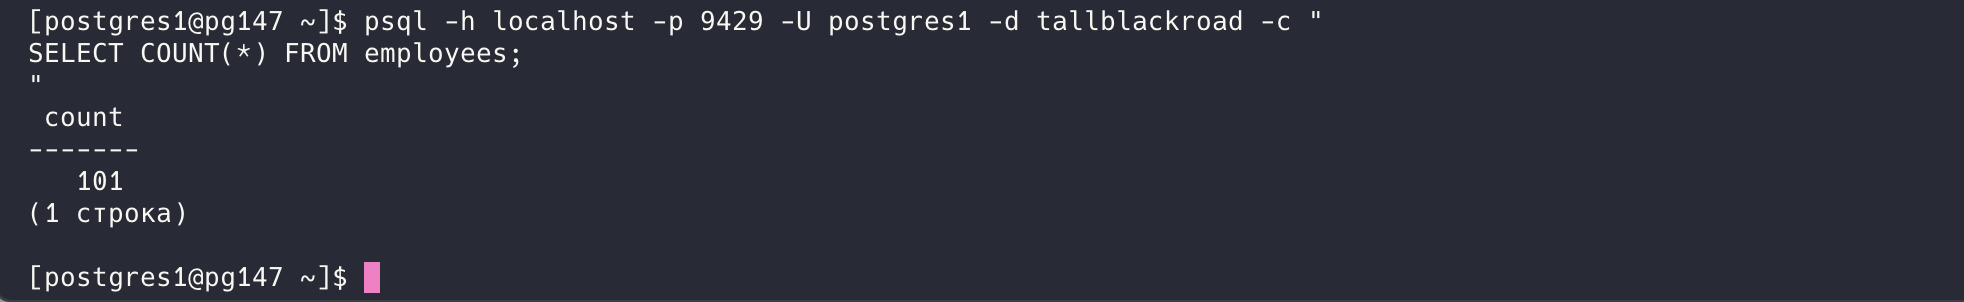 [postgres1@pg147 ~]$ psql -h localhost -p 9429 -U postgres1 -d tallblackroad -c "
SELECT COUNT(*) FROM employees;
"
 count
-------
   101
(1 строка)

[postgres1@pg147 ~]$